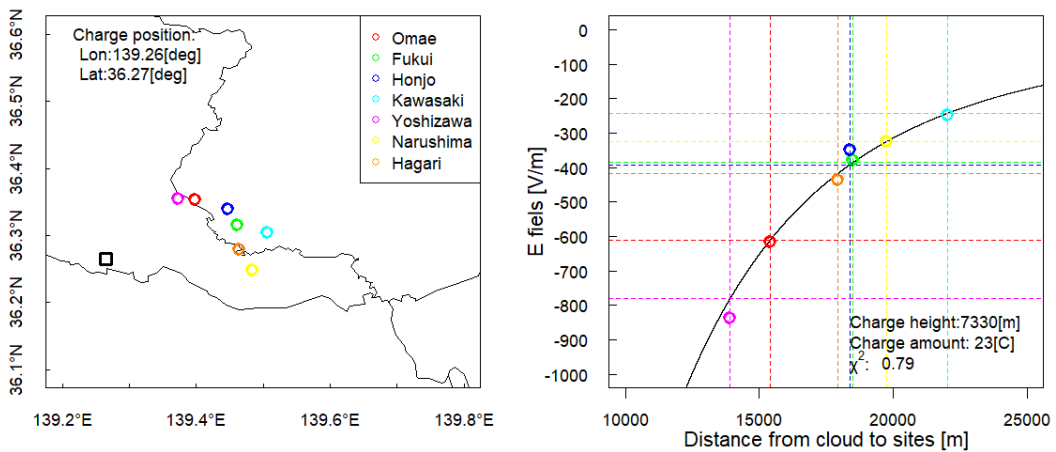 Charge position:
Lon:139.26[deg]
Lat:36.27[deg]
Omae
Fukui
Honjo
Kawasaki
Yoshizawa
Narushima
Hagari
36.6°N
36.5°N
36.4°N
36.3°N
36.2°N
36.1°N
139.2°E
139.4°E
139.6°E
139.8°E
E fiels [V/m]
0
-100
-200
-300
-400
-500
-600
-700
-800
-900
-1000
Charge height:7330[m]
Charge amount: 23[C]
χ²: 0.79
10000
15000
20000
25000
Distance from cloud to sites [m]